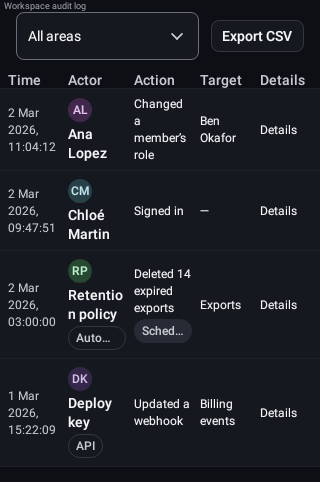 Workspace audit log
All areas
Export CSV
Time Actor Action Target Details
2 Mar 2026, 11:04:12
AL
Ana Lopez
Changed a member's role
Ben Okafor
Details
2 Mar 2026, 09:47:51
CM
Chloé Martin
Signed in
—
Details
2 Mar 2026, 03:00:00
RP
Retention policy
Auto...
Deleted 14 expired exports
Sched...
Exports
Details
1 Mar 2026, 15:22:09
DK
Deploy key
API
Updated a webhook
Billing events
Details